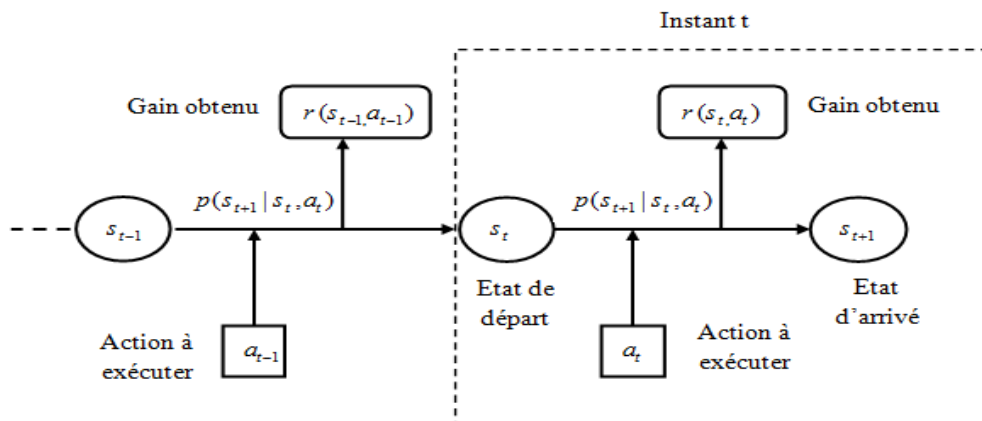 Instant t
Gain obtenu
r(s_{t-1},a_{t-1})
r(s_t,a_t)
Gain obtenu
p(s_{t+1}|s_t,a_t)
p(s_{t+1}|s_t,a_t)
s_{t-1}
s_t
s_{t+1}
Etat de
départ
Etat
d'arrivé
Action à
exécuter
a_{t-1}
a_t
Action à
exécuter